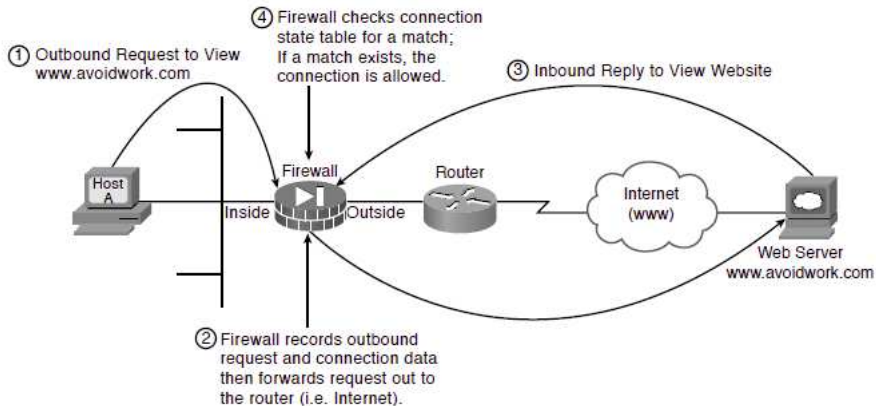 ④ Firewall checks connection
state table for a match;
If a match exists, the
connection is allowed.
① Outbound Request to View
www.avoidwork.com
③ Inbound Reply to View Website
Firewall
Router
Host
A
Internet
(www)
Inside
Outside
Web Server
www.avoidwork.com
② Firewall records outbound
request and connection data
then forwards request out to
the router (i.e. Internet).